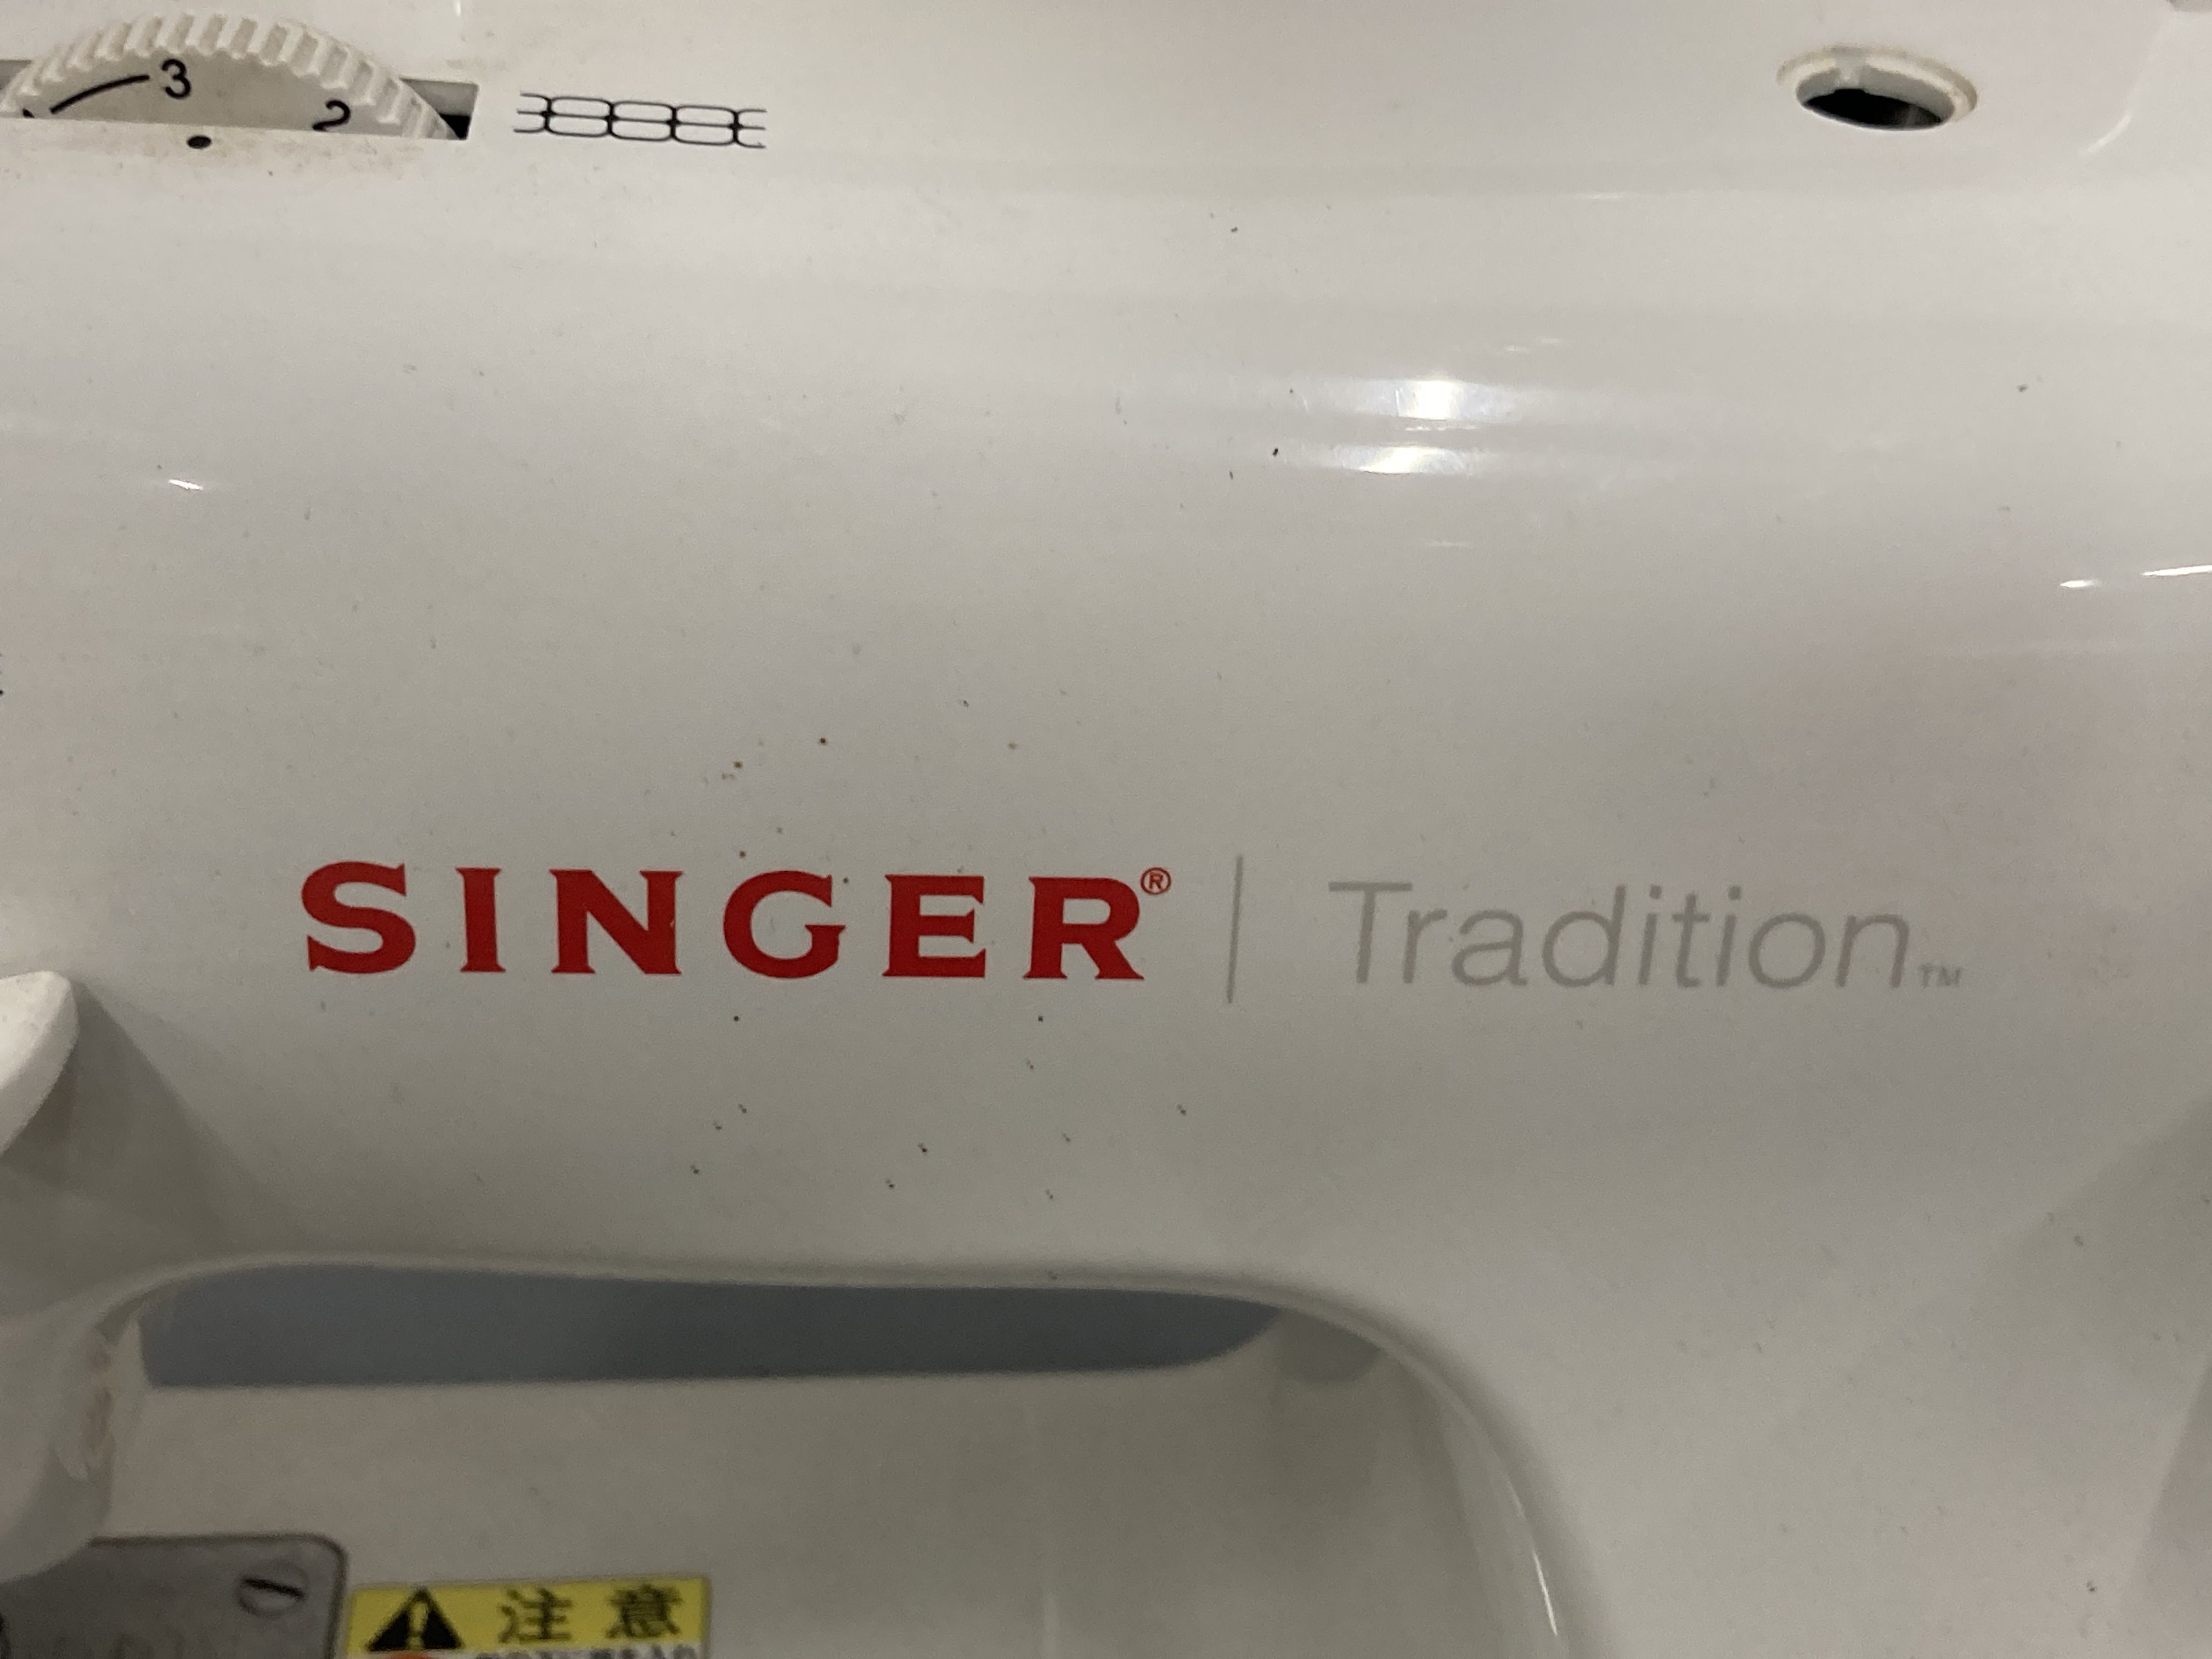 3
2
SINGER® | Tradition™
注意